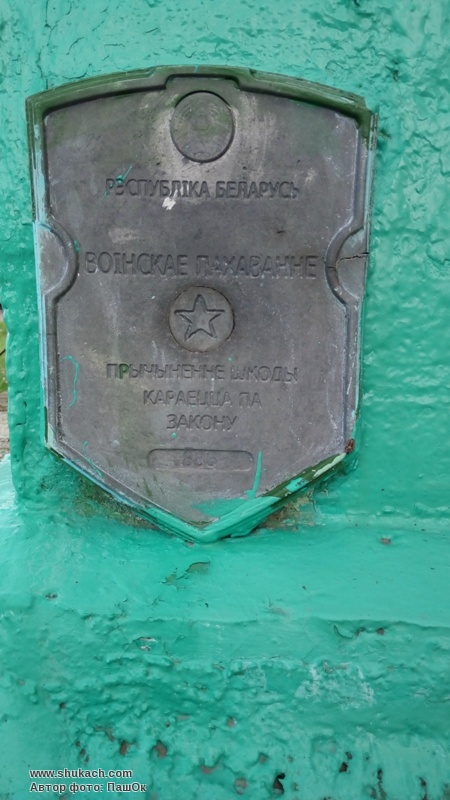 РЭСПУБЛІКА БЕЛАРУСЬ
ВОІНСКАЕ ПАХАВАННЕ
ПРЫЧЫНЕННЕ ШКОДЫ
КАРАЕЦЦА ПА
ЗАКОНУ
www.shukach.com
Автор фото: ПашОк